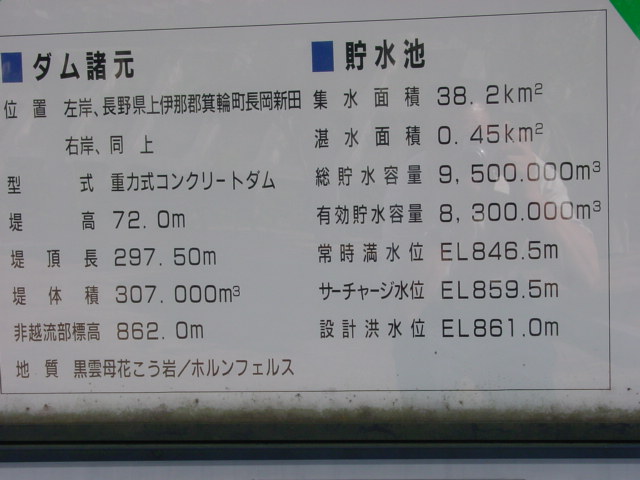 ダム諸元
位置 左岸、長野県上伊那郡箕輪町長岡新田
右岸、同 上
型式 重力式コンクリートダム
堤高 72.0m
堤頂長 297.50m
堤体積 307.000m³
非越流部標高 862.0m
地質 黒雲母花こう岩/ホルンフェルス
貯水池
集水面積 38.2km²
湛水面積 0.45km²
総貯水容量 9,500.000m³
有効貯水容量 8,300.000m³
常時満水位 EL846.5m
サーチャージ水位 EL859.5m
設計洪水位 EL861.0m